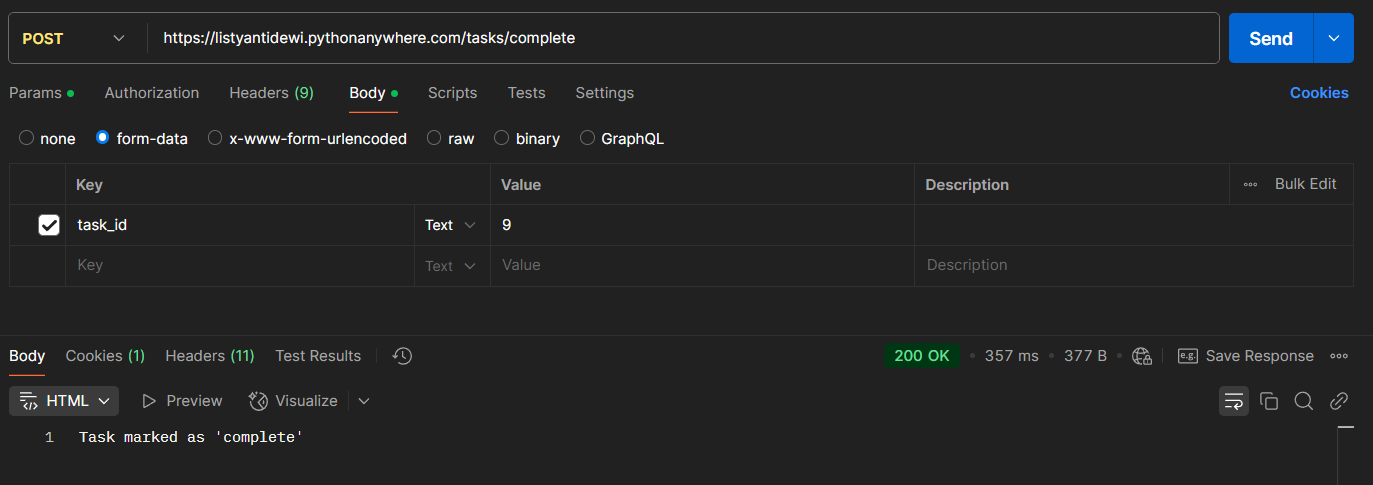 POST https://listyantidewi.pythonanywhere.com/tasks/complete Send
Params Authorization Headers (9) Body Scripts Tests Settings Cookies
none form-data x-www-form-urlencoded raw binary GraphQL
Key Value Description Bulk Edit
task_id Text 9
Key Text Value Description
Body Cookies (1) Headers (11) Test Results 200 OK 357 ms 377 B e.g. Save Response
HTML Preview Visualize
1 Task marked as 'complete'